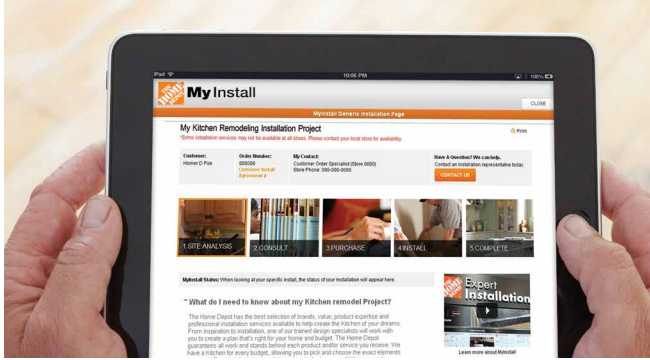 iPad
10:06 PM
100%
THE HOME DEPOT
My Install
CLOSE
MyInstall Generic Installation Page
My Kitchen Remodeling Installation Project
Print
*Some installation services may not be available at all stores. Please contact your local store for availability.
Customer:
Homer D Poe
Order Number:
000000
Customer Install
Agreement
My Contact:
Customer Order Specialist (Store 0000)
Store Phone: 000-000-0000
Have A Question? We can help.
Contact an installation representative today.
CONTACT US
1.SITE ANALYSIS
2.CONSULT
3.PURCHASE
4.INSTALL
5.COMPLETE
MyInstall Status: When looking at your specific install, the status of your installation will appear here.
What do I need to know about my Kitchen remodel Project?
The Home Depot has the best selection of brands, value, product expertise and
professional installation services available to help create the Kitchen of your dreams.
From inspiration to installation, one of our trained design specialists will work with
you to create a plan that's right for your home and budget. The Home Depot
guarantees all work and stands behind each product and/or service you receive. We
have a Kitchen for every budget, allowing you to pick and choose the exact elements
Expert
Installation
Learn more about MyInstall